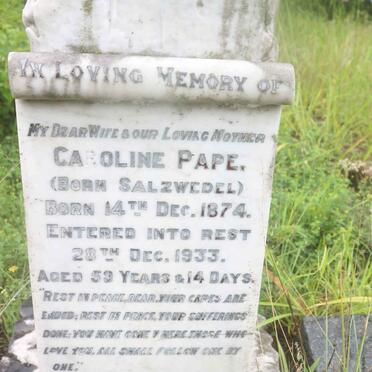 IN LOVING MEMORY OF
MY DEAR WIFE & OUR LOVING MOTHER
CAROLINE PAPE.
(BORN SALZWEDEL)
BORN 14TH DEC. 1874.
ENTERED INTO REST
28TH DEC. 1933.
AGED 59 YEARS & 14 DAYS.
"REST IN PEACE, DEAR, YOUR CARES ARE
ENDED; REST IN PEACE, YOUR SUFFERINGS
DONE; YOU HAVE GONE WHERE THOSE WHO
LOVE YOU, ALL SHALL FOLLOW ONE BY
ONE."